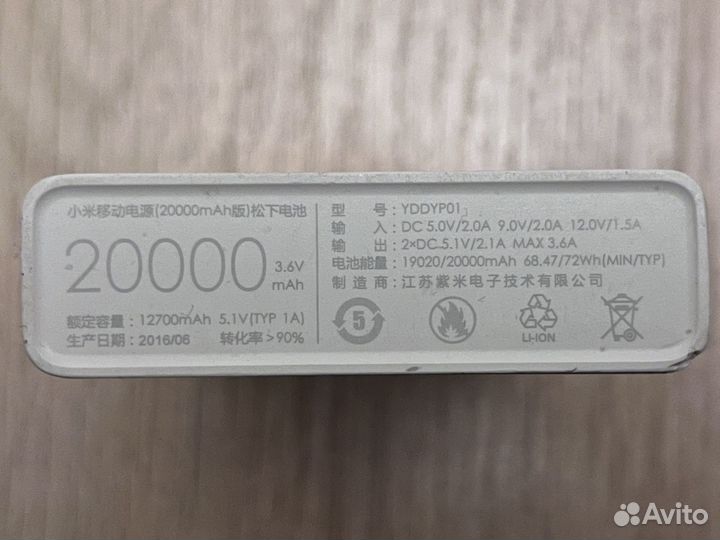 小米移动电源(20000mAh版)松下电池
20000 3.6V mAh
额定容量：12700mAh 5.1V(TYP 1A)
生产日期：2016/06 转化率>90%
型号：YDDYP01
输入：DC 5.0V/2.0A 9.0V/2.0A 12.0V/1.5A
输出：2×DC 5.1V/2.1A MAX 3.6A
电池能量：19020/20000mAh 68.47/72Wh(MIN/TYP)
制造商：江苏紫米电子技术有限公司
5
LI-ION
Avito